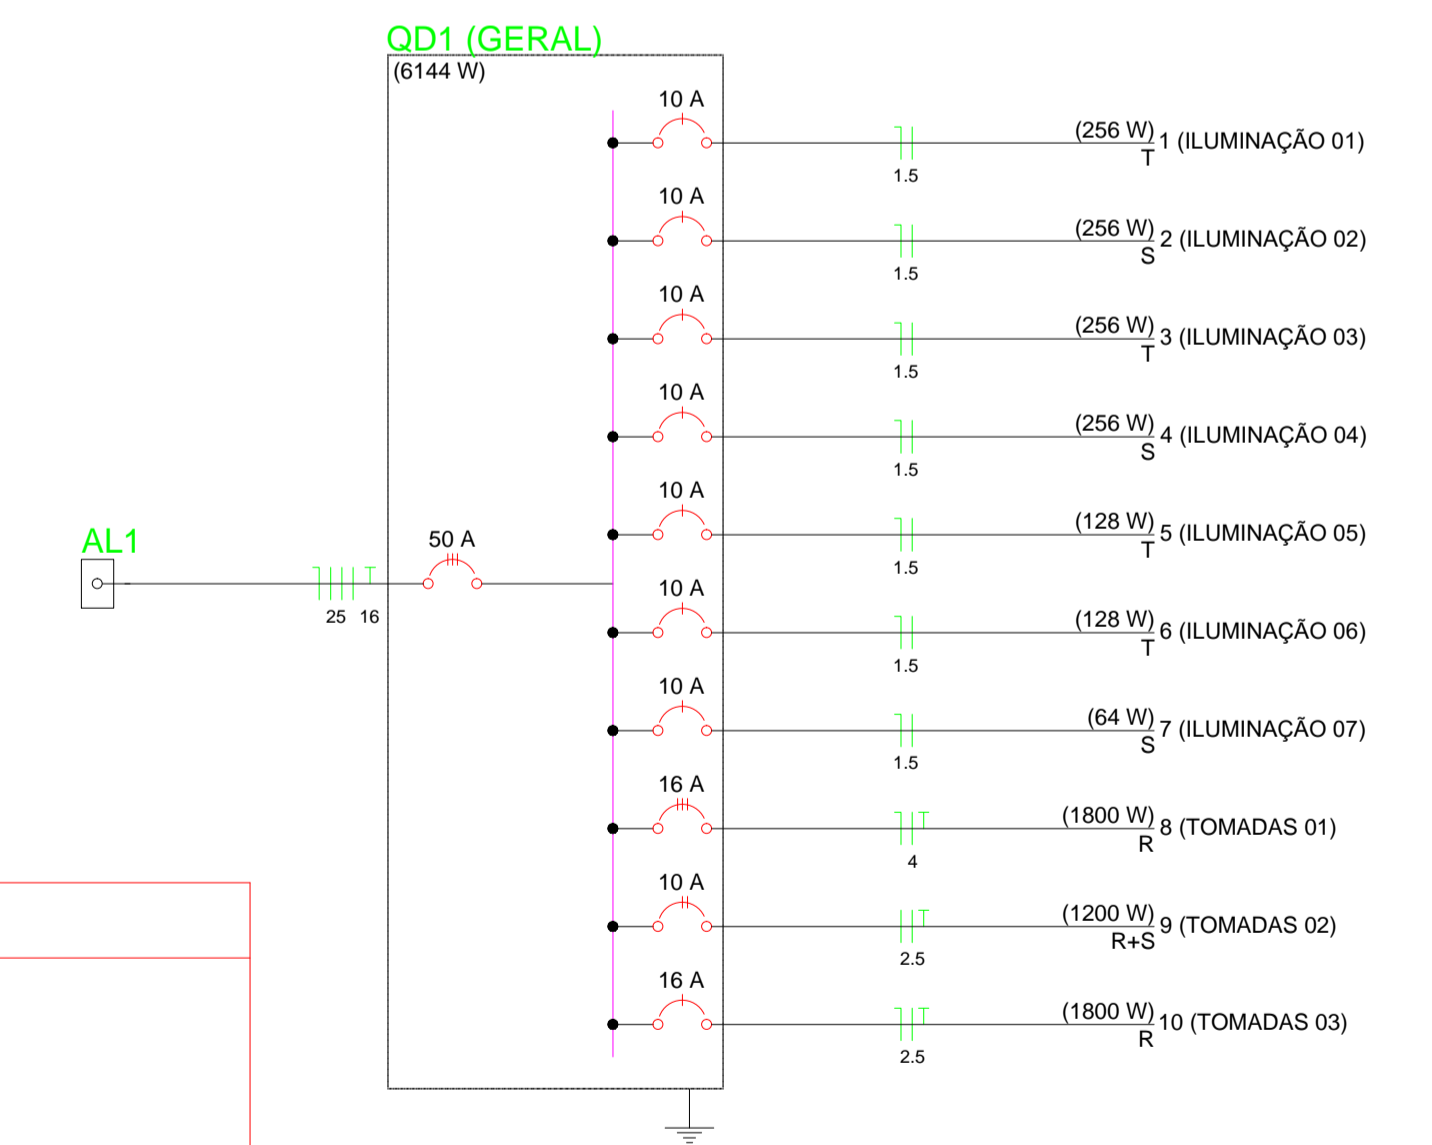 QD1 (GERAL)
(6144 W)
10 A
(256 W)
1 (ILUMINAÇÃO 01)
T
1.5
10 A
(256 W)
2 (ILUMINAÇÃO 02)
S
1.5
10 A
(256 W)
3 (ILUMINAÇÃO 03)
T
1.5
10 A
(256 W)
4 (ILUMINAÇÃO 04)
S
1.5
10 A
(128 W)
5 (ILUMINAÇÃO 05)
T
1.5
AL1
50 A
25 16
10 A
(128 W)
6 (ILUMINAÇÃO 06)
T
1.5
10 A
(64 W)
7 (ILUMINAÇÃO 07)
S
1.5
16 A
(1800 W)
8 (TOMADAS 01)
R
4
10 A
(1200 W)
9 (TOMADAS 02)
R+S
2.5
16 A
(1800 W)
10 (TOMADAS 03)
R
2.5